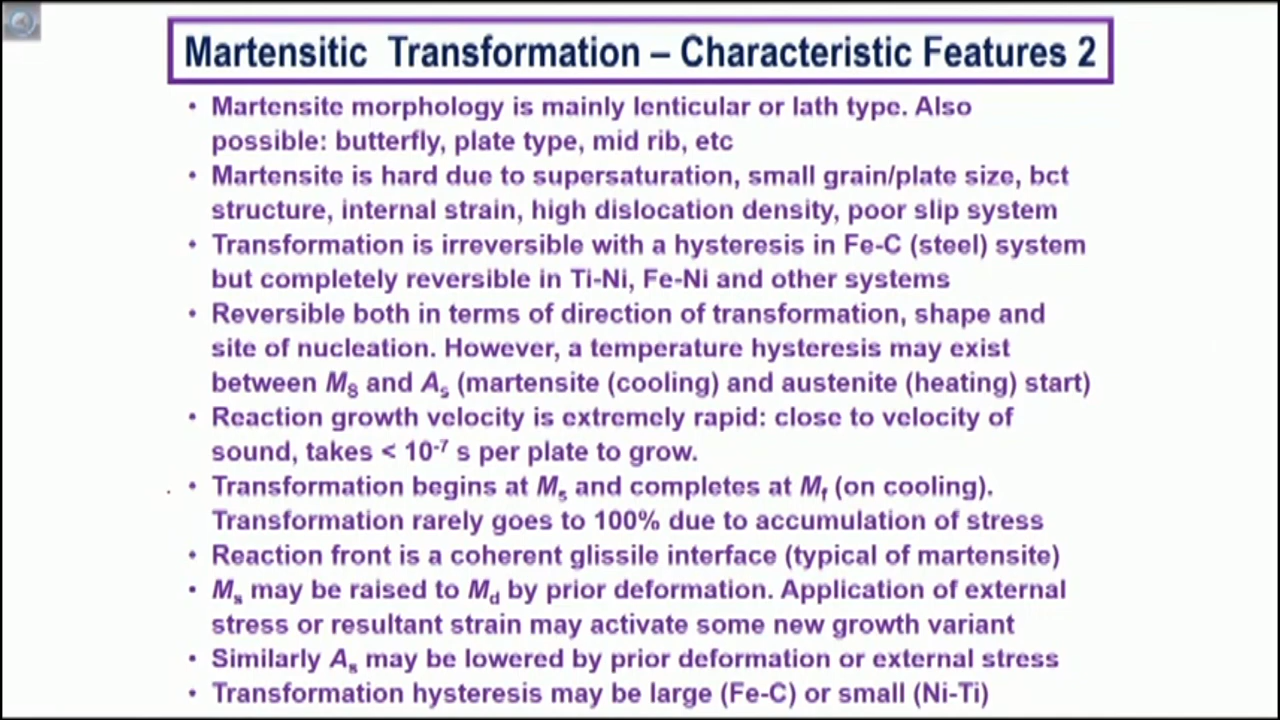 Martensitic Transformation – Characteristic Features 2
• Martensite morphology is mainly lenticular or lath type. Also
possible: butterfly, plate type, mid rib, etc
• Martensite is hard due to supersaturation, small grain/plate size, bct
structure, internal strain, high dislocation density, poor slip system
• Transformation is irreversible with a hysteresis in Fe-C (steel) system
but completely reversible in Ti-Ni, Fe-Ni and other systems
• Reversible both in terms of direction of transformation, shape and
site of nucleation. However, a temperature hysteresis may exist
between MS and As (martensite (cooling) and austenite (heating) start)
• Reaction growth velocity is extremely rapid: close to velocity of
sound, takes < 10⁻⁷ s per plate to grow.
• Transformation begins at Ms and completes at Mf (on cooling).
Transformation rarely goes to 100% due to accumulation of stress
• Reaction front is a coherent glissile interface (typical of martensite)
• Ms may be raised to Md by prior deformation. Application of external
stress or resultant strain may activate some new growth variant
• Similarly As may be lowered by prior deformation or external stress
• Transformation hysteresis may be large (Fe-C) or small (Ni-Ti)